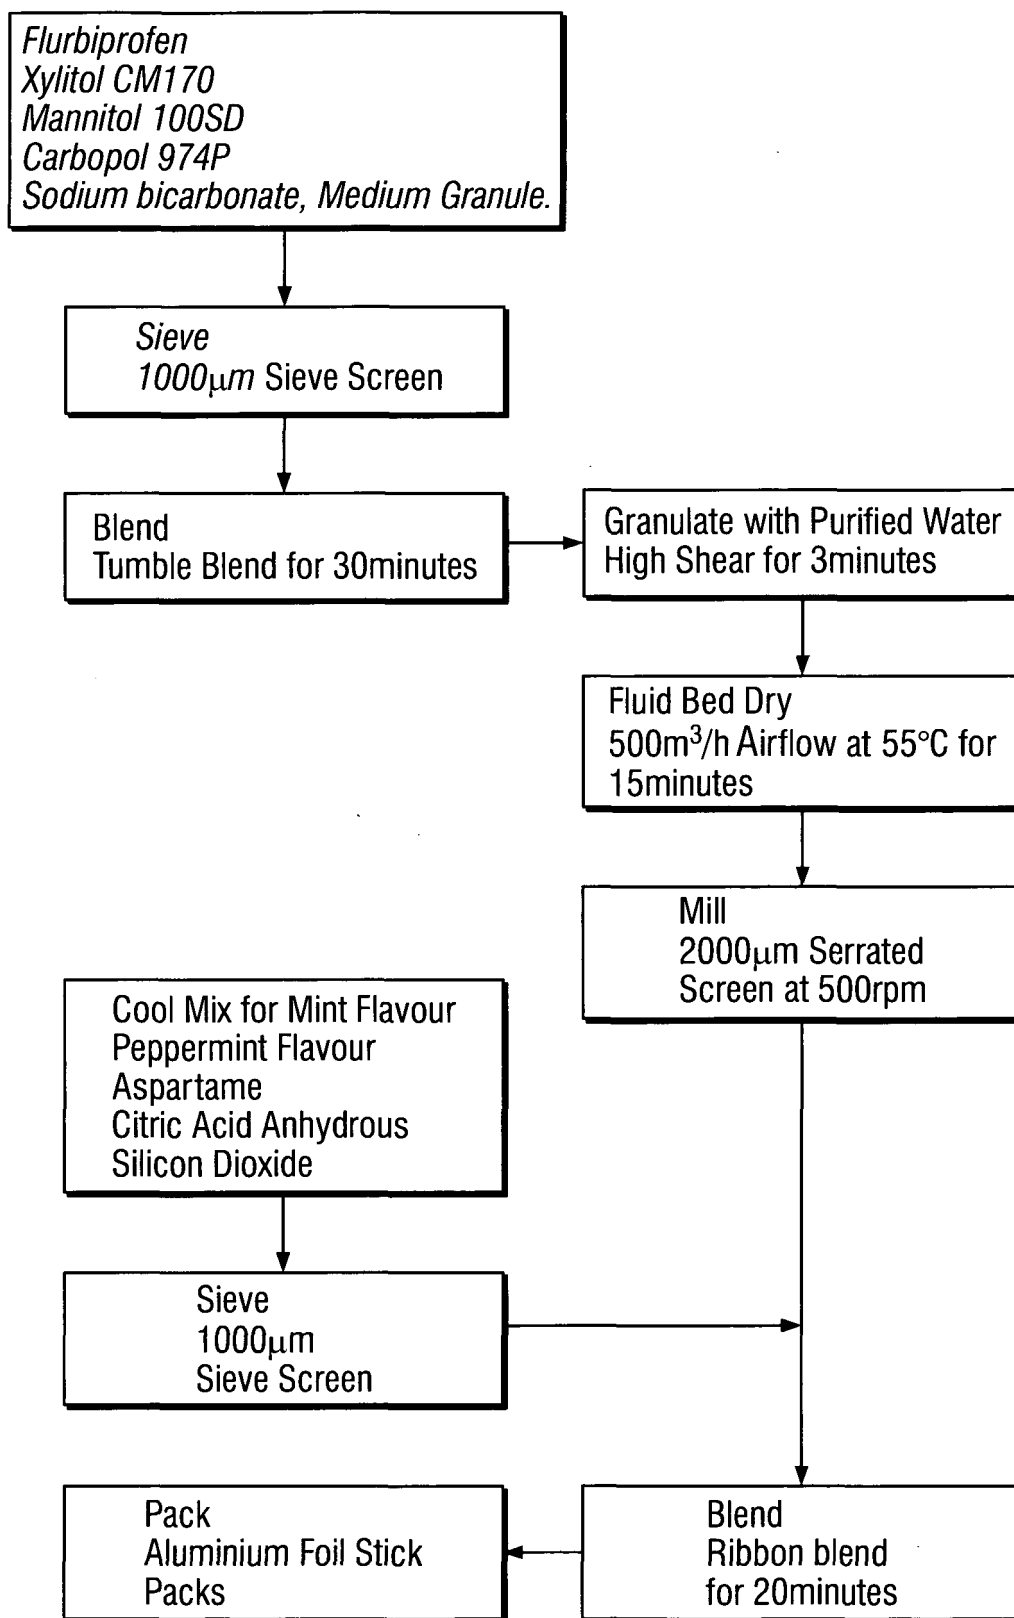 Flurbiprofen
Xylitol CM170
Mannitol 100SD
Carbopol 974P
Sodium bicarbonate, Medium Granule.
Sieve
1000µm Sieve Screen
Blend
Tumble Blend for 30minutes
Granulate with Purified Water
High Shear for 3minutes
Fluid Bed Dry
500m³/h Airflow at 55°C for
15minutes
Mill
2000µm Serrated
Screen at 500rpm
Cool Mix for Mint Flavour
Peppermint Flavour
Aspartame
Citric Acid Anhydrous
Silicon Dioxide
Sieve
1000µm
Sieve Screen
Blend
Ribbon blend
for 20minutes
Pack
Aluminium Foil Stick
Packs